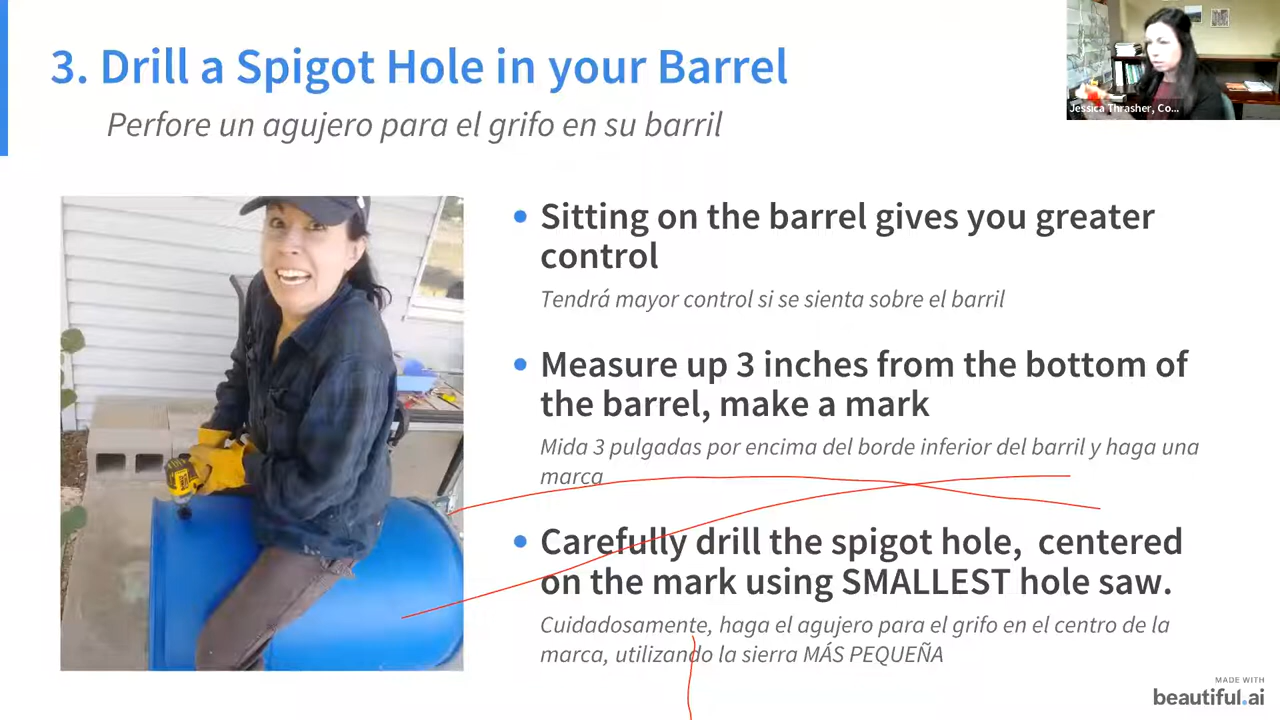 3. Drill a Spigot Hole in your Barrel
Perfore un agujero para el grifo en su barril
Jessica Thrasher, Co...
Sitting on the barrel gives you greater
control
Tendrá mayor control si se sienta sobre el barril
Measure up 3 inches from the bottom of
the barrel, make a mark
Mida 3 pulgadas por encima del borde inferior del barril y haga una
marca
Carefully drill the spigot hole,  centered
on the mark using SMALLEST hole saw.
Cuidadosamente, haga el agujero para el grifo en el centro de la
marca, utilizando la sierra MÁS PEQUEÑA
MADE WITH
beautiful.ai